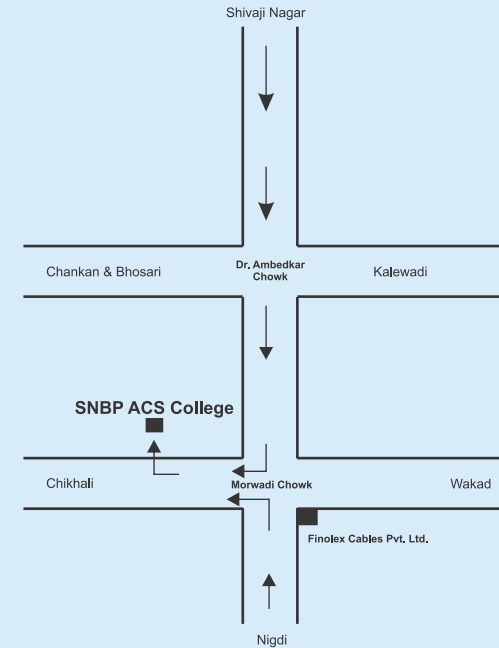 Shivaji Nagar
Chankan & Bhosari
Dr. Ambedkar
Chowk
Kalewadi
SNBP ACS College
Chikhali
Morwadi Chowk
Wakad
Finolex Cables Pvt. Ltd.
Nigdi